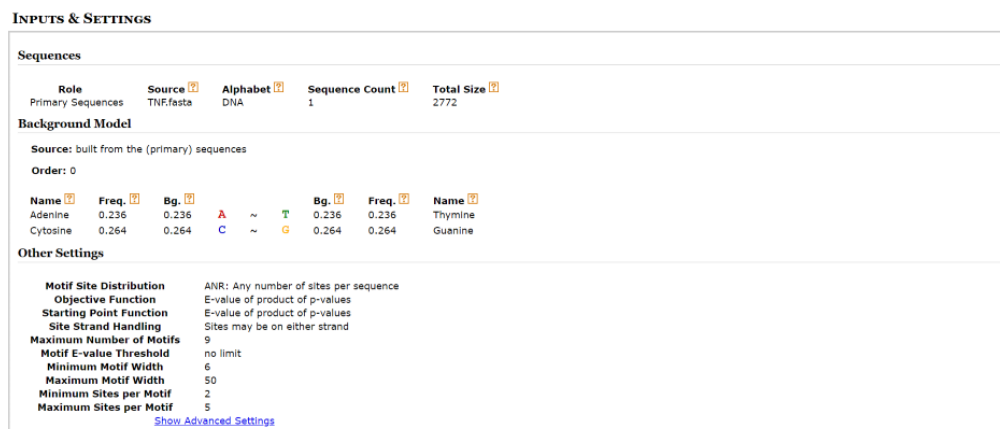 INPUTS & SETTINGS
Sequences
Role Source ? Alphabet ? Sequence Count ? Total Size ?
Primary Sequences TNF.fasta DNA 1 2772
Background Model
Source: built from the (primary) sequences
Order: 0
Name ? Freq. ? Bg. ? Bg. ? Freq. ? Name ?
Adenine 0.236 0.236 A ~ T 0.236 0.236 Thymine
Cytosine 0.264 0.264 C ~ G 0.264 0.264 Guanine
Other Settings
Motif Site Distribution ANR: Any number of sites per sequence
Objective Function E-value of product of p-values
Starting Point Function E-value of product of p-values
Site Strand Handling Sites may be on either strand
Maximum Number of Motifs 9
Motif E-value Threshold no limit
Minimum Motif Width 6
Maximum Motif Width 50
Minimum Sites per Motif 2
Maximum Sites per Motif 5
Show Advanced Settings